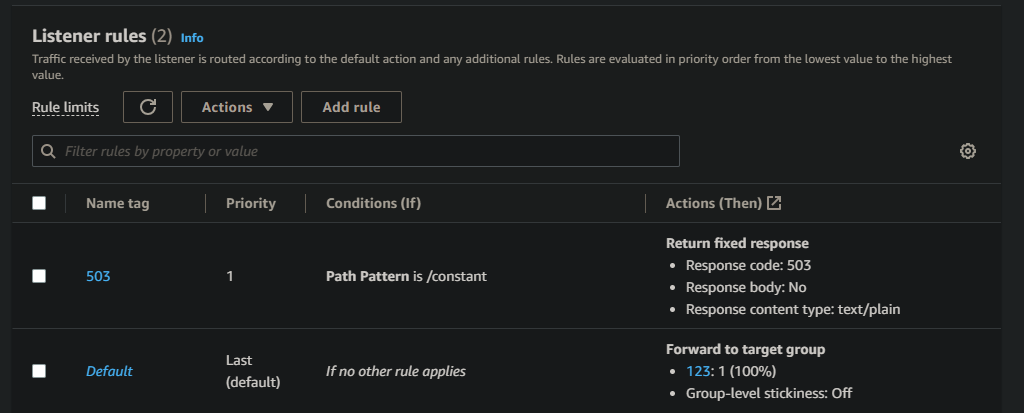 Listener rules (2) Info
Traffic received by the listener is routed according to the default action and any additional rules. Rules are evaluated in priority order from the lowest value to the highest
value.
Rule limits Actions Add rule
Filter rules by property or value
Name tag Priority Conditions (If) Actions (Then)
503 1 Path Pattern is /constant
Return fixed response
• Response code: 503
• Response body: No
• Response content type: text/plain
Default Last
(default) If no other rule applies
Forward to target group
• 123: 1 (100%)
• Group-level stickiness: Off